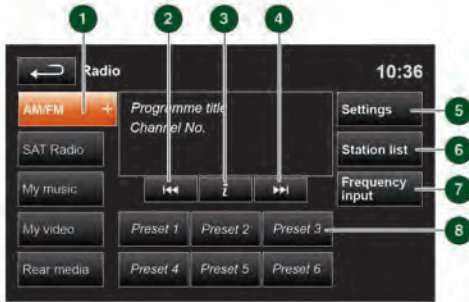 1 2 3 4
Radio 10:36
AM/FM + Programme title Settings 5
Channel No.
SAT Radio Station list 6
My music i Frequency input 7
My video Preset 1 Preset 2 Preset 3 8
Rear media Preset 4 Preset 5 Preset 6